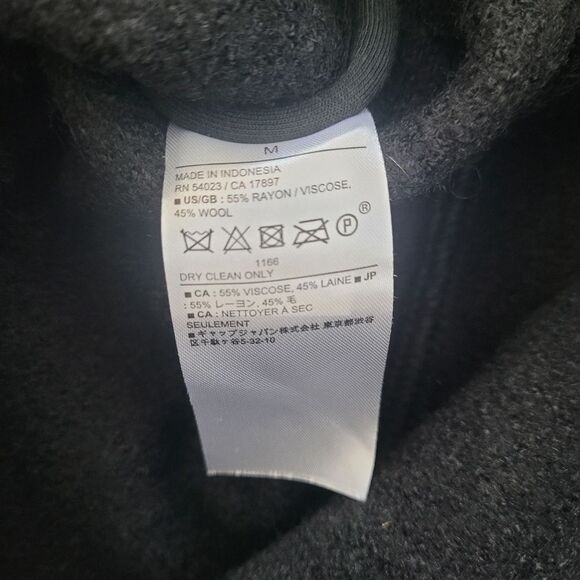 M
MADE IN INDONESIA
RN 54023 / CA 17897
■ US/GB : 55% RAYON / VISCOSE,
45% WOOL
P ®
1166
DRY CLEAN ONLY
■ CA : 55% VISCOSE, 45% LAINE ■ JP
: 55% レーヨン, 45% 毛
■ CA : NETTOYER À SEC
SEULEMENT
■ ギャップジャパン株式会社 東京都渋谷
区千駄ヶ谷5-32-10